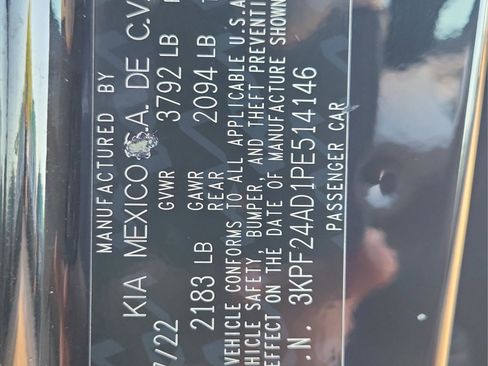 MANUFACTURED BY
KIA MEXICO A. DE C.V.
7/22 GVWR 3792 LB
2183 LB GAWR REAR 2094 LB
VEHICLE CONFORMS TO ALL APPLICABLE U.S.A
HICLE SAFETY, BUMPER, AND THEFT PREVENTI
EFFECT ON THE DATE OF MANUFACTURE SHOWN
.N. 3KPF24AD1PE514146
PASSENGER CAR